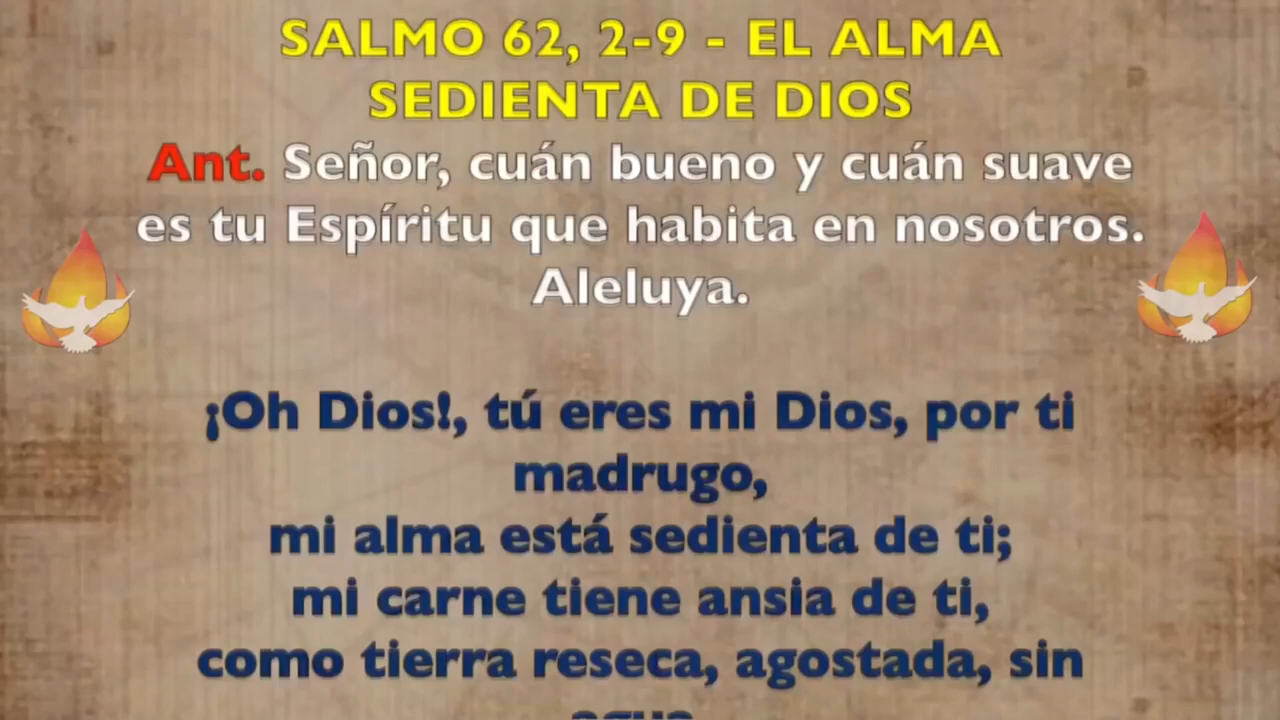 SALMO 62, 2-9 - EL ALMA
SEDIENTA DE DIOS
Ant. Señor, cuán bueno y cuán suave
es tu Espíritu que habita en nosotros.
Aleluya.
¡Oh Dios!, tú eres mi Dios, por ti
madrugo,
mi alma está sedienta de ti;
mi carne tiene ansia de ti,
como tierra reseca, agostada, sin